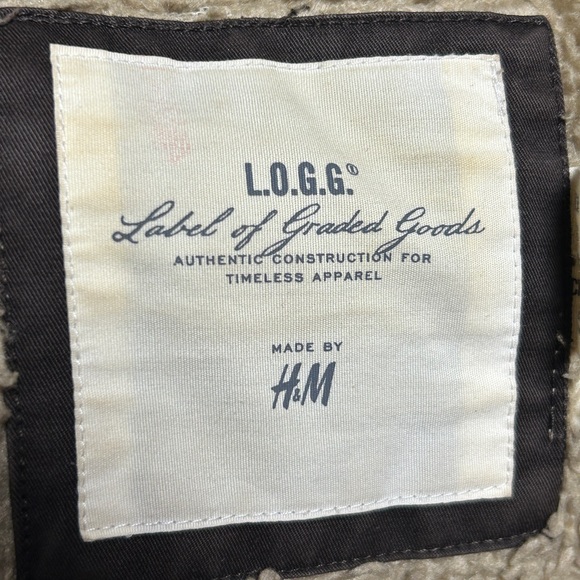 L.O.G.G.®
Label of Graded Goods
AUTHENTIC CONSTRUCTION FOR
TIMELESS APPAREL
MADE BY
H&M